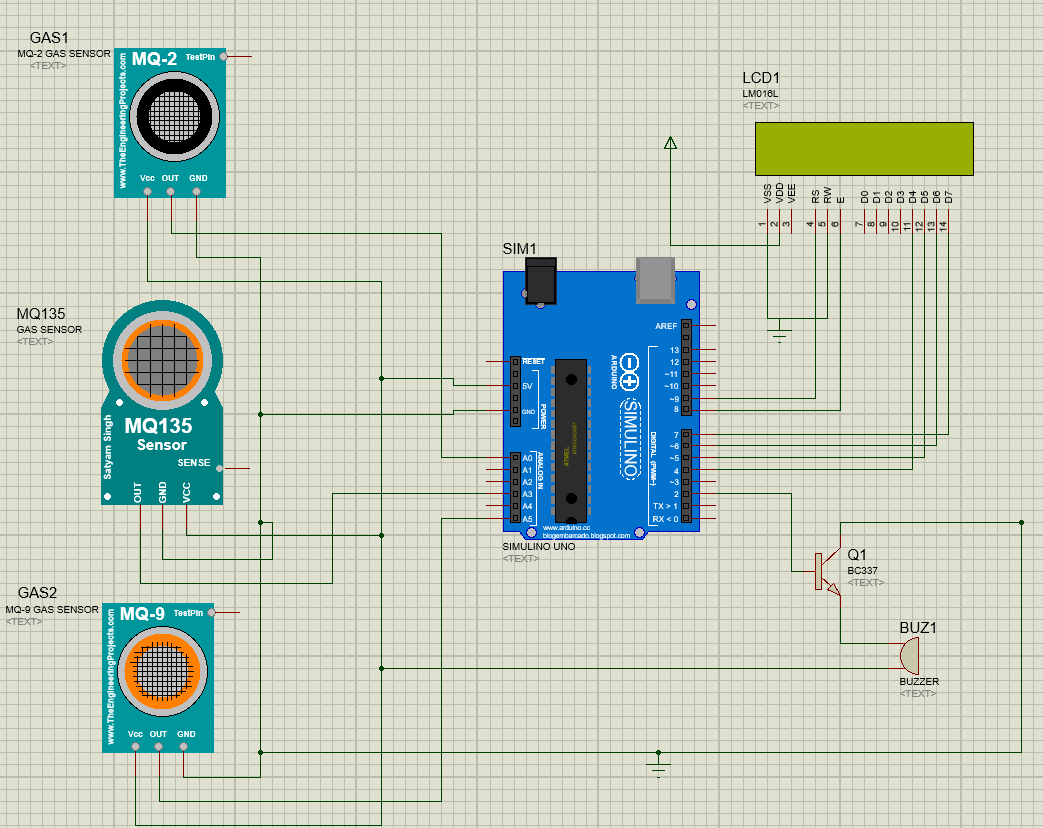 GAS1
MQ-2 GAS SENSOR
<TEXT>
MQ-2
TestPin
www.TheEngineeringProjects.com
Vcc OUT GND
MQ135
GAS SENSOR
<TEXT>
MQ135
Sensor
Satyam Singh
SENSE
OUT GND VCC
GAS2
MQ-9 GAS SENSOR
<TEXT>
MQ-9
TestPin
www.TheEngineeringProjects.com
Vcc OUT GND
SIM1
RESET
5V
GND
POWER
A0
A1
A2
A3
A4
A5
ANALOG IN
ATMEL
ARDUINO
SIMULINO
AREF
13
12
~11
~10
~9
8
7
~6
~5
4
~3
2
TX > 1
RX < 0
DIGITAL (PWM~)
www.arduino.cc
blogembarcado.blogspot.com
SIMULINO UNO
<TEXT>
LCD1
LM016L
<TEXT>
VSS VDD VEE RS RW E D0 D1 D2 D3 D4 D5 D6 D7
1 2 3 4 5 6 7 8 9 10 11 12 13 14
Q1
BC337
<TEXT>
BUZ1
BUZZER
<TEXT>